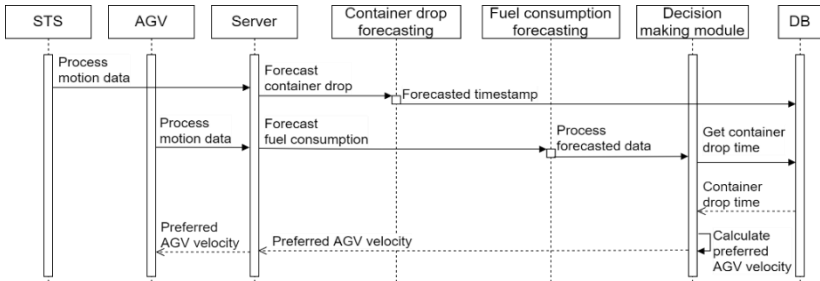 STS
AGV
Server
Container drop
forecasting
Fuel consumption
forecasting
Decision
making module
DB
Process
motion data
Forecast
container drop
Forecasted timestamp
Process
motion data
Forecast
fuel consumption
Process
forecasted data
Get container
drop time
Container
drop time
Preferred
AGV velocity
Preferred AGV velocity
Calculate
preferred
AGV velocity